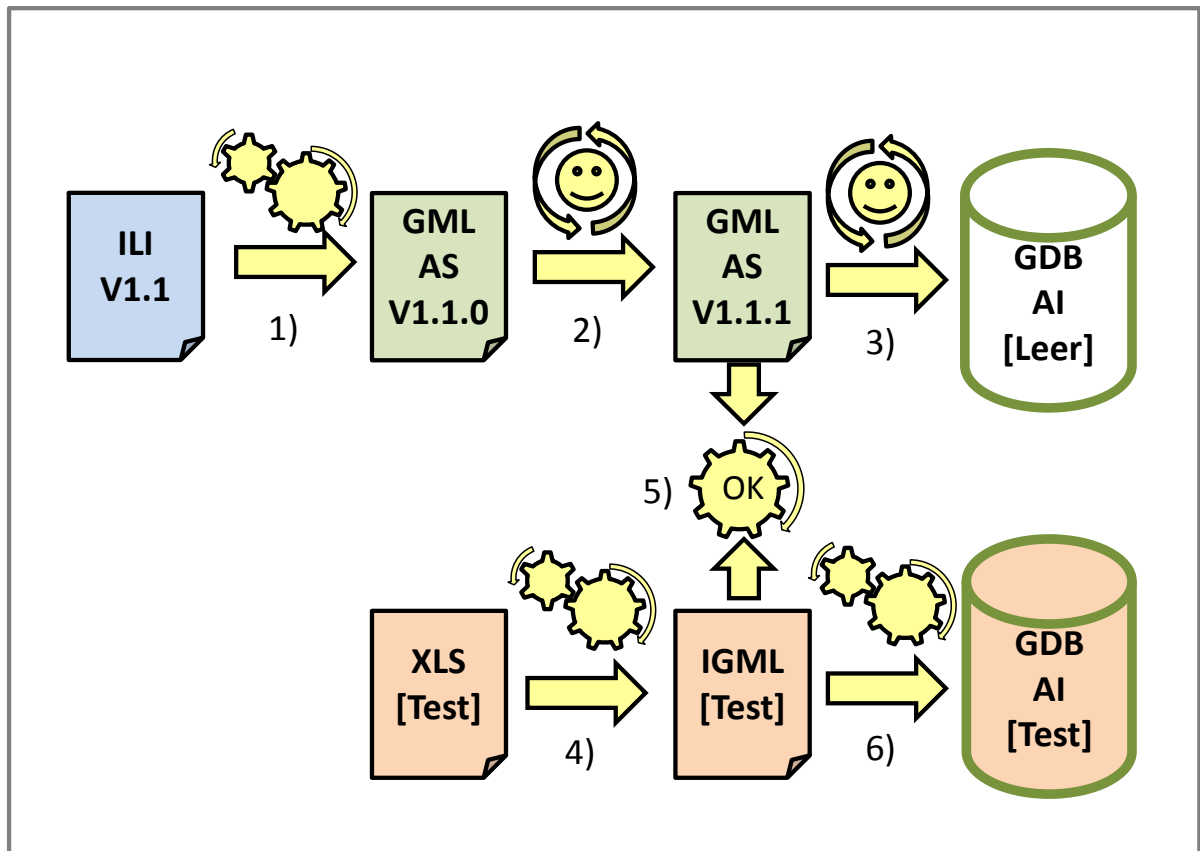 ILI
V1.1
1)
GML
AS
V1.1.0
2)
GML
AS
V1.1.1
3)
GDB
AI
[Leer]
5)
OK
XLS
[Test]
4)
IGML
[Test]
6)
GDB
AI
[Test]